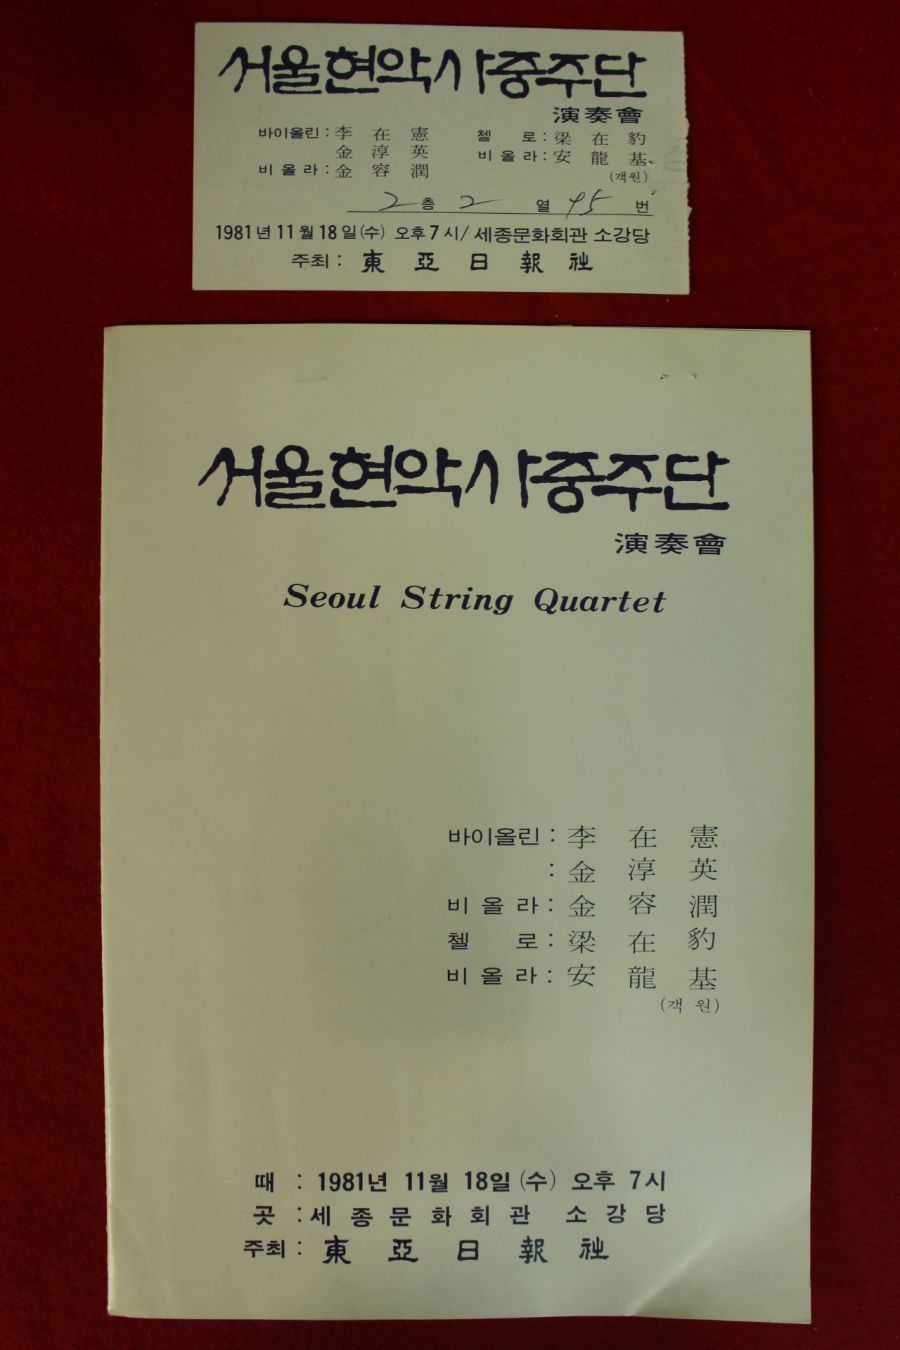 서울현악사중주단
演奏會
바이올린 : 李在憲 첼로 : 梁在豹
金淳英 비올라 : 安龍基
비올라 : 金容潤 (객원)
2층 2열 95번
1981년 11월 18일(수) 오후 7시 / 세종문화회관 소강당
주최 : 東亞日報社
서울현악사중주단
演奏會
Seoul String Quartet
바이올린 : 李在憲
: 金淳英
비올라 : 金容潤
첼로 : 梁在豹
비올라 : 安龍基
(객원)
때 : 1981년 11월 18일(수) 오후 7시
곳 : 세종문화회관 소강당
주최 : 東亞日報社